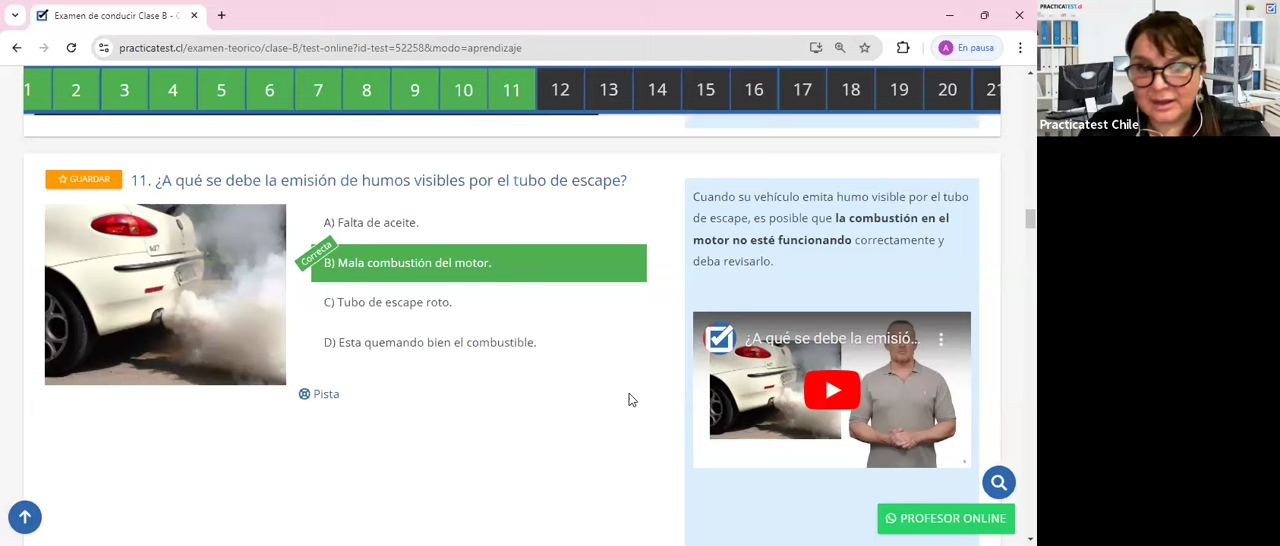 Examen de conducir Clase B - C
practicatest.cl/examen-teorico/clase-B/test-online?id-test=52258&modo=aprendizaje
A
En pausa
PRACTICATEST.cl
Practicatest Chile
1 2 3 4 5 6 7 8 9 10 11 12 13 14 15 16 17 18 19 20 21
GUARDAR
11. ¿A qué se debe la emisión de humos visibles por el tubo de escape?
A) Falta de aceite.
Correcta
B) Mala combustión del motor.
C) Tubo de escape roto.
D) Esta quemando bien el combustible.
Pista
Cuando su vehículo emita humo visible por el tubo
de escape, es posible que la combustión en el
motor no esté funcionando correctamente y
deba revisarlo.
¿A qué se debe la emisió...
PROFESOR ONLINE